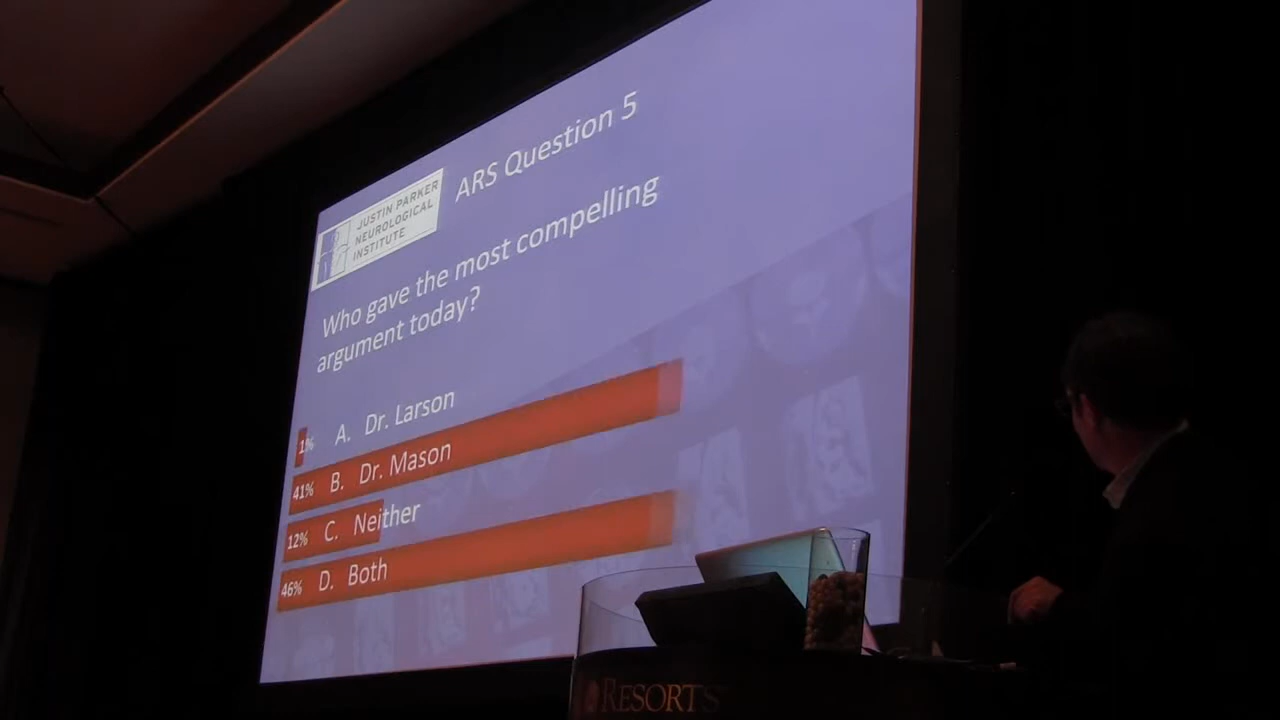 JUSTIN PARKER
NEUROLOGICAL
INSTITUTE
ARS Question 5
Who gave the most compelling
argument today?
1% A. Dr. Larson
41% B. Dr. Mason
12% C. Neither
46% D. Both
RESORTS